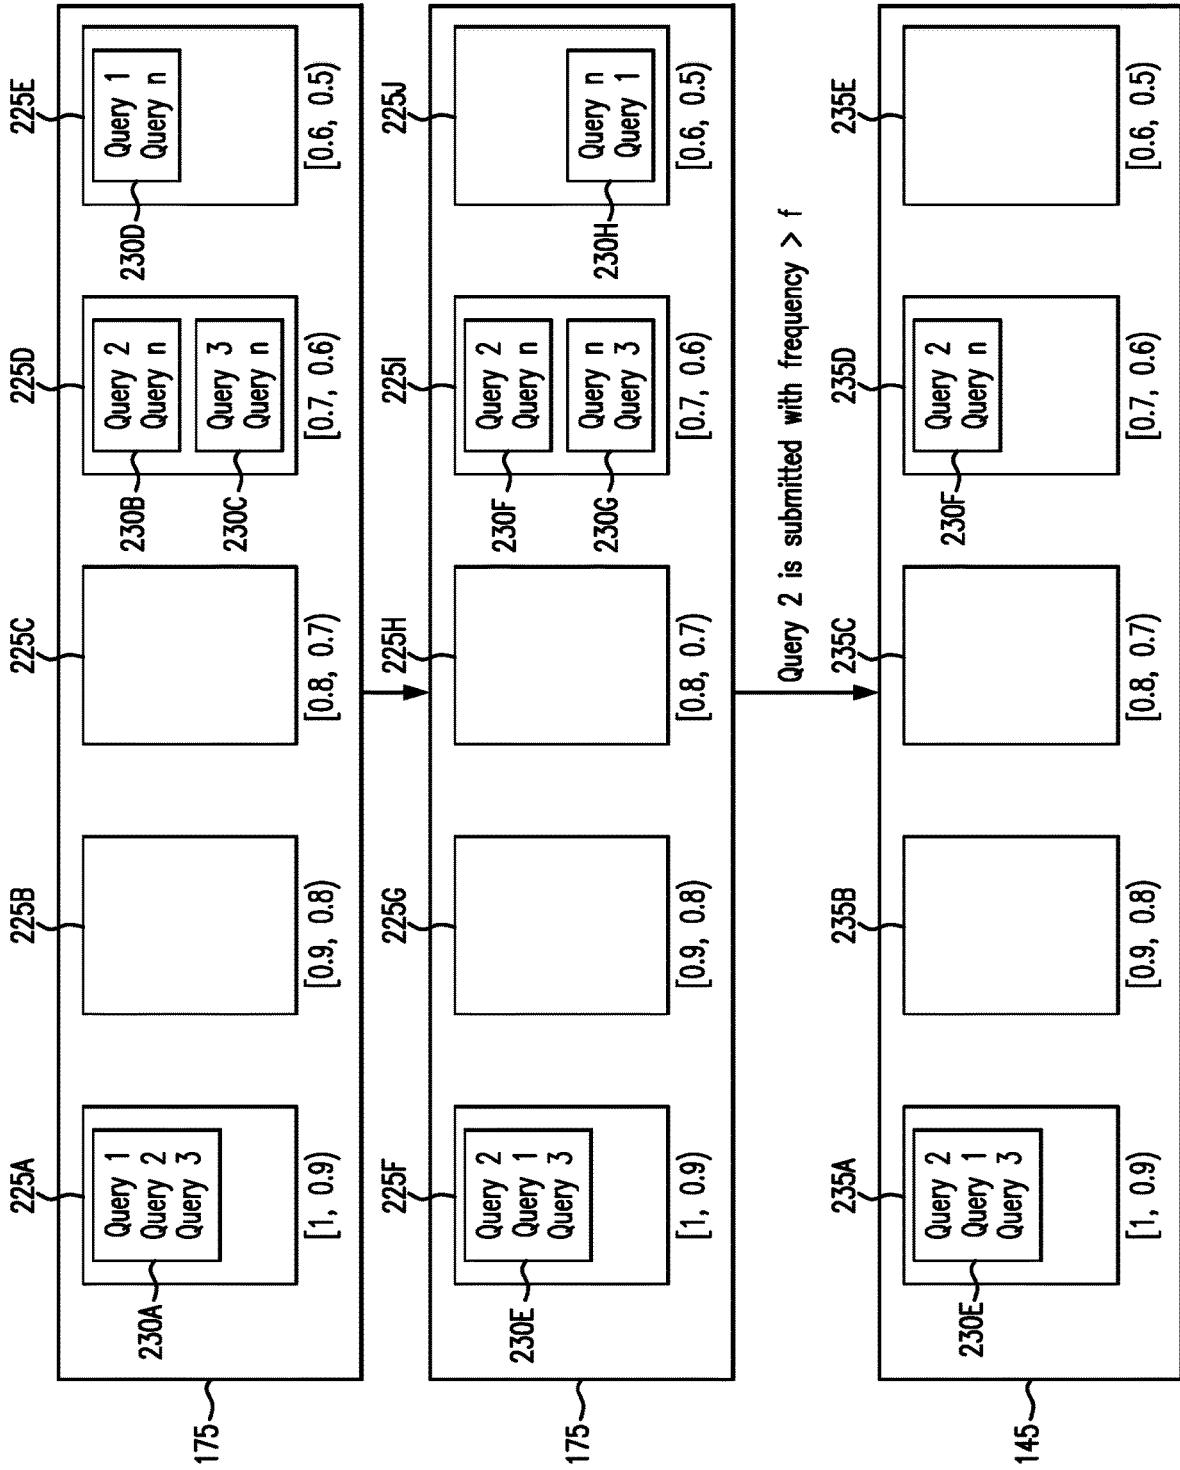 175
225A
230A
Query 1
Query 2
Query 3
[1, 0.9)
225B
[0.9, 0.8)
225C
[0.8, 0.7)
225D
230B
Query 2
Query n
230C
Query 3
Query n
[0.7, 0.6)
225E
230D
Query 1
Query n
[0.6, 0.5)
175
225F
230E
Query 2
Query 1
Query 3
[1, 0.9)
225G
[0.9, 0.8)
225H
[0.8, 0.7)
225I
230F
Query 2
Query n
230G
Query n
Query 3
[0.7, 0.6)
225J
230H
Query n
Query 1
[0.6, 0.5)
Query 2 is submitted with frequency > f
145
235A
230E
Query 2
Query 1
Query 3
[1, 0.9)
235B
[0.9, 0.8)
235C
[0.8, 0.7)
235D
230F
Query 2
Query n
[0.7, 0.6)
235E
[0.6, 0.5)